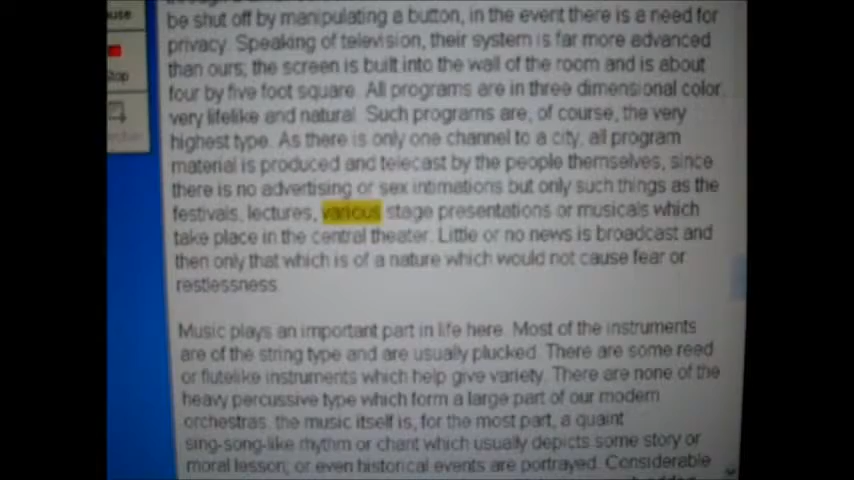 be shut off by manipulating a button, in the event there is a need for
privacy. Speaking of television, their system is far more advanced
than ours; the screen is built into the wall of the room and is about
four by five foot square. All programs are in three dimensional color,
very lifelike and natural. Such programs are, of course, the very
highest type. As there is only one channel to a city, all program
material is produced and telecast by the people themselves, since
there is no advertising or sex intimations but only such things as the
festivals, lectures, various stage presentations or musicals which
take place in the central theater. Little or no news is broadcast and
then only that which is of a nature which would not cause fear or
restlessness.
Music plays an important part in life here. Most of the instruments
are of the string type and are usually plucked. There are some reed
or flutelike instruments which help give variety. There are none of the
heavy percussive type which form a large part of our modern
orchestras, the music itself is, for the most part, a quaint
sing-song-like rhythm or chant which usually depicts some story or
moral lesson; or even historical events are portrayed. Considerable